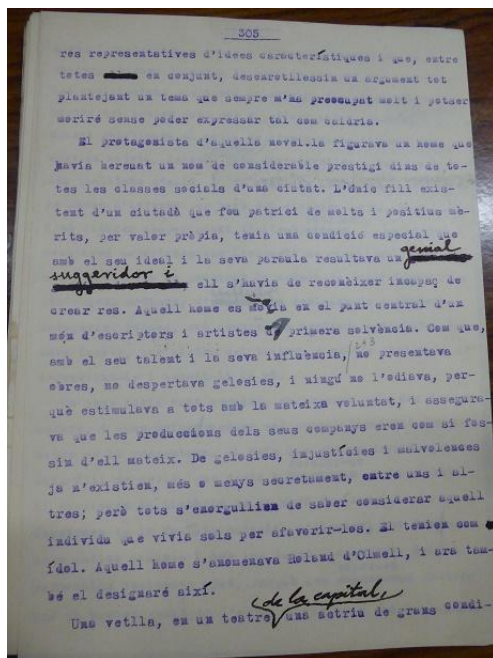 305
res representatives d'idees característiques i que, entre
totes en conjunt, desenrotllessin un argument tot
plantejant un tema que sempre m'ha preocupat molt i potser
moriré sense poder expressar tal com caldria.
El protagonista d'aquella novel.la figurava un home que
havia heretat un nom de considerable prestigi dins de to-
tes les classes socials d'una ciutat. L'únic fill exis-
tent d'un ciutadà que fou patrici de molts i positius mè-
rits, per valor pròpia, tenia una condició especial que
amb el seu ideal i la seva paraula resultava un genial
suggeridor i ell s'havia de reconèixer incapaç de
crear res. Aquell home es movia en el punt central d'un
món d'escriptors i artistes de primera solvència. Com que,
amb el seu talent i la seva influència, no presentava
obres, no despertava gelosies, i ningú no l'odiava, per-
què estimulava a tots amb la mateixa voluntat, i assegura-
va que les produccions dels seus companys eren com si fos-
sin d'ell mateix. De gelosies, injustícies i malvolences
ja n'existien, més o menys secretament, entre uns i al-
tres; però tots s'enorgullien de saber considerar aquell
individu que vivia sols per afavorir-los. El tenien com
ídol. Aquell home s'anomenava Roland d'Olmell, i ara tam-
bé el designaré així.
Una vetlla, en un teatre de la capital, una actriu de grans condi-